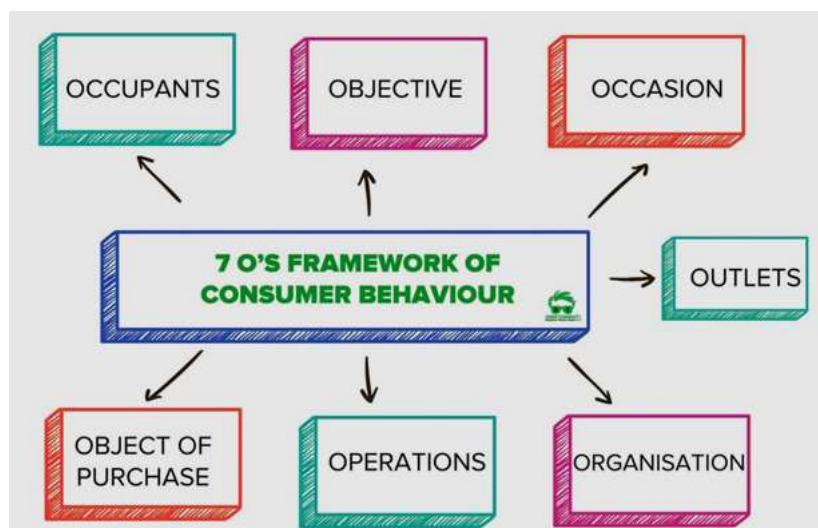 OCCUPANTS
OBJECTIVE
OCCASION
7 O'S FRAMEWORK OF
CONSUMER BEHAVIOUR
OUTLETS
OBJECT OF
PURCHASE
OPERATIONS
ORGANISATION